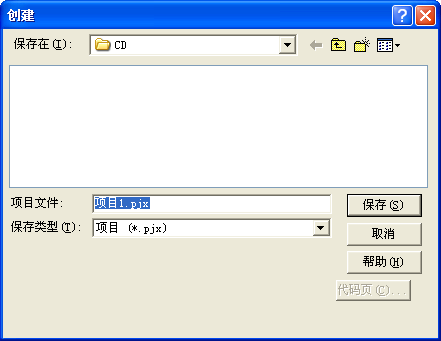 创建
保存在(I):
CD
项目文件:
项目1.pjx
保存(S)
保存类型(T):
项目 (*.pjx)
取消
帮助(H)
代码页(C)...